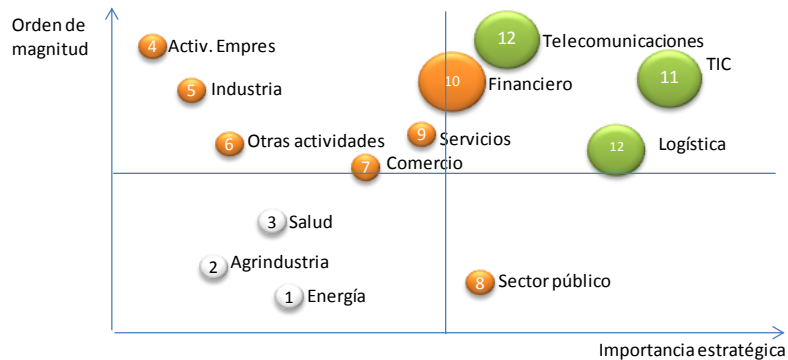 Orden de
magnitud
4 Activ. Empres
12 Telecomunicaciones
11 TIC
5 Industria
10 Financiero
6 Otras actividades
9 Servicios
12 Logística
7 Comercio
3 Salud
2 Agrindustria
1 Energía
8 Sector público
Importancia estratégica